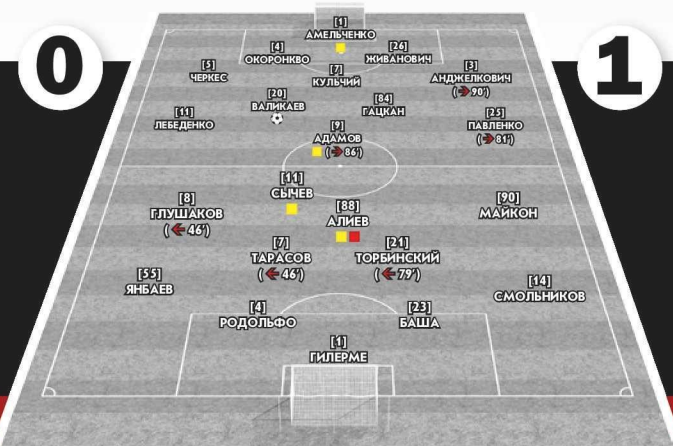 0
1
[1]
АМЕЛЬЧЕНКО
[4]
ОКОРОНКВО
[26]
ЖИВАНОВИЧ
[5]
ЧЕРКЕС
[7]
КУЛЬЧИЙ
[3]
АНДЖЕЛКОВИЧ
(90')
[20]
ВАЛИКАЕВ
[84]
ГАЦКАН
[11]
ЛЕБЕДЕНКО
[25]
ПАВЛЕНКО
(81')
[9]
АДАМОВ
(86')
[11]
СЫЧЕВ
[8]
ГЛУШАКОВ
(46')
[88]
АЛИЕВ
[90]
МАЙКОН
[7]
ТАРАСОВ
(46')
[21]
ТОРБИНСКИЙ
(79')
[55]
ЯНБАЕВ
[14]
СМОЛЬНИКОВ
[4]
РОДОЛЬФО
[23]
БАША
[1]
ГИЛЕРМЕ